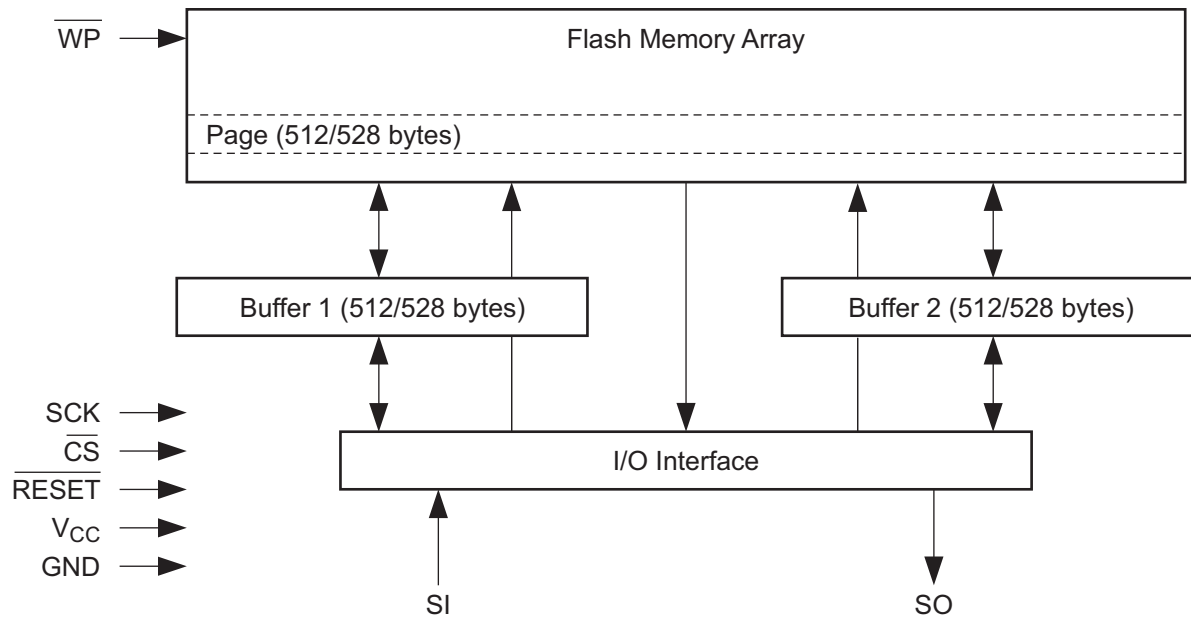 WP
Flash Memory Array
Page (512/528 bytes)
Buffer 1 (512/528 bytes)
Buffer 2 (512/528 bytes)
SCK
CS
RESET
VCC
GND
I/O Interface
SI
SO